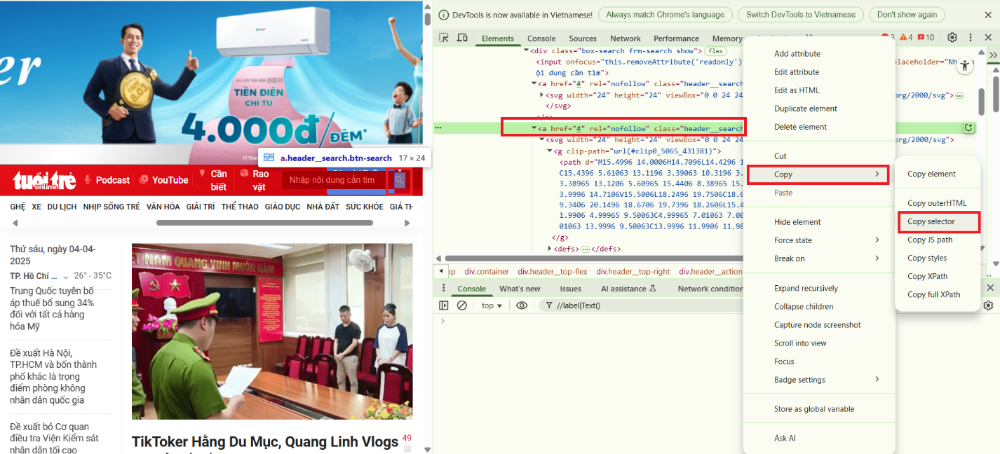 er
CHAMPION
8.03
TIỀN ĐIỆN
CHỈ TỪ
4.000đ/ĐÊM*
a.header__search.btn-search 17 × 24
tuổi trẻ
online
Podcast
YouTube
Cần
biết
Rao
vặt
Nhập nội dung cần tìm
GHỆ XE DU LỊCH NHỊP SỐNG TRẺ VĂN HÓA GIẢI TRÍ THỂ THAO GIÁO DỤC NHÀ ĐẤT SỨC KHỎE GIẢ TH
Thứ sáu, ngày 04-04-
2025
TP. Hồ Chí ... 26° - 35°C
Trung Quốc tuyên bố
áp thuế bổ sung 34%
đối với tất cả hàng
hóa Mỹ
Đề xuất Hà Nội,
TP.HCM và bốn thành
phố khác là trọng
điểm phòng không
nhân dân quốc gia
Đề xuất bỏ Cơ quan
điều tra Viện Kiểm sát
nhân dân tối cao
T NAM QUANG VINH MUÔN NĂM
TikToker Hằng Du Mục, Quang Linh Vlogs
49
DevTools is now available in Vietnamese! Always match Chrome's language Switch DevTools to Vietnamese Don't show again
Elements Console Sources Network Performance Memory
3 4 10
<div class="box-search frm-search show"> flex
<input onfocus="this.removeAttribute('readonly')
placeholder="Nh
ội dung cần tìm">
<a href="#" rel="nofollow" class="header__search
<svg width="24" height="24" viewBox="0 0 24 24
org/2000/svg">
</svg>
<a href="#" rel="nofollow" class="header__search
<svg width="24" height="24" viewBox="0 0 24 24
org/2000/svg">
<g clip-path="url(#clip0_5065_431381)">
<path d="M15.4996 14.0006H14.7096L14.4296 1
C15.4396 5.61063 13.1196 3.39063 10.3196 3.
3.38965 13.1206 5.60965 15.4406 8.38965 15.
3.9996 14.7106V15.5006L18.2496 19.7506C18.6
9.3406 20.1496 18.6706 19.7396 18.2606L15.4
1.9906 4.99965 9.50063C4.99965 7.01063 7.00
01063 13.9996 9.50063C13.9996 11.9906 11.98
</g>
<defs> </defs>
op div.container div.header__top-flex div.header__top-right div.header__action
Console What's new Issues AI assistance Network condition
top
//label[Text()
Add attribute
Edit attribute
Edit as HTML
Duplicate element
Delete element
Cut
Copy
Paste
Hide element
Force state
Break on
Expand recursively
Collapse children
Capture node screenshot
Scroll into view
Focus
Badge settings
Store as global variable
Ask AI
Copy element
Copy outerHTML
Copy selector
Copy JS path
Copy styles
Copy XPath
Copy full XPath